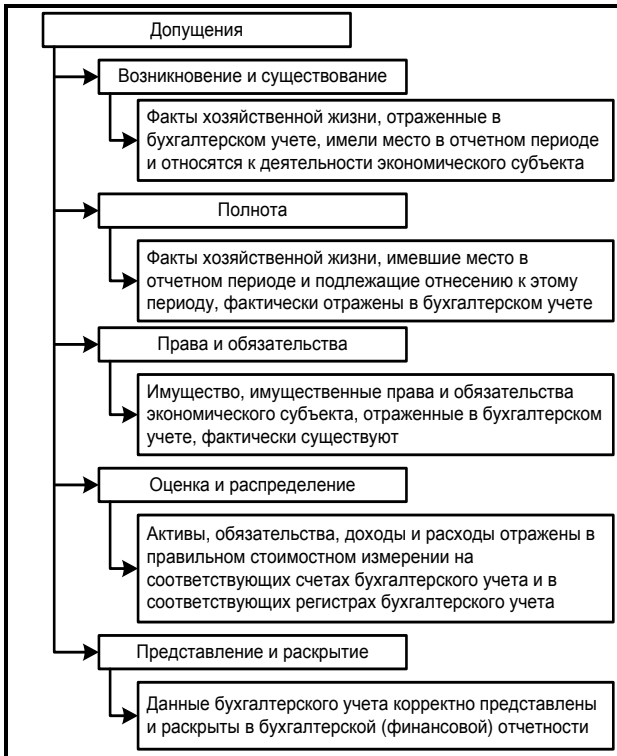 Допущения
Возникновение и существование
Факты хозяйственной жизни, отраженные в
бухгалтерском учете, имели место в отчетном периоде
и относятся к деятельности экономического субъекта
Полнота
Факты хозяйственной жизни, имевшие место в
отчетном периоде и подлежащие отнесению к этому
периоду, фактически отражены в бухгалтерском учете
Права и обязательства
Имущество, имущественные права и обязательства
экономического субъекта, отраженные в бухгалтерском
учете, фактически существуют
Оценка и распределение
Активы, обязательства, доходы и расходы отражены в
правильном стоимостном измерении на
соответствующих счетах бухгалтерского учета и в
соответствующих регистрах бухгалтерского учета
Представление и раскрытие
Данные бухгалтерского учета корректно представлены
и раскрыты в бухгалтерской (финансовой) отчетности